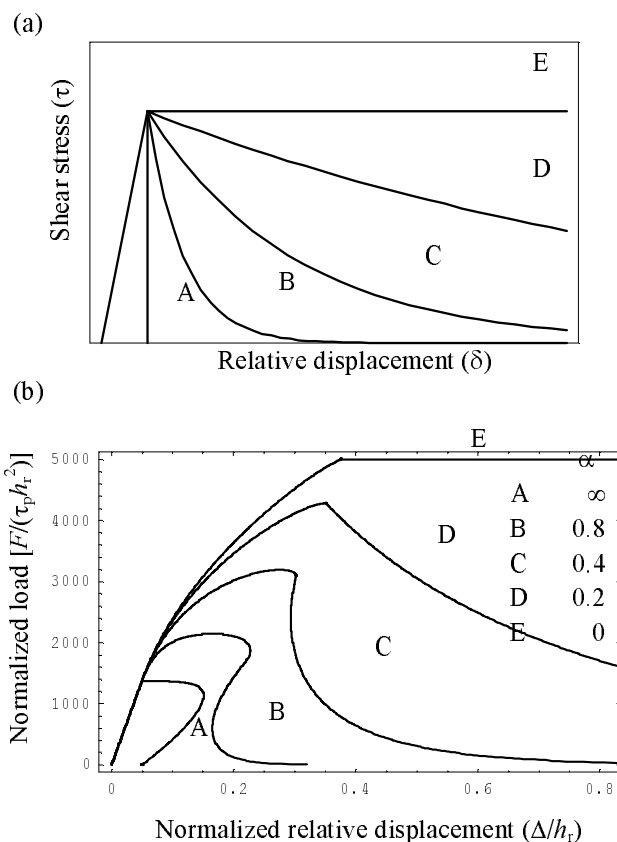 (a)
Shear stress (τ)
E
D
C
B
A
Relative displacement (δ)
(b)
Normalized load [F/(τp hr²)]
E
5000
4000
3000
2000
1000
0
α
A ∞
B 0.8
C 0.4
D 0.2
E 0
D
C
B
A
0 0.2 0.4 0.6 0.8
Normalized relative displacement (Δ/hr)